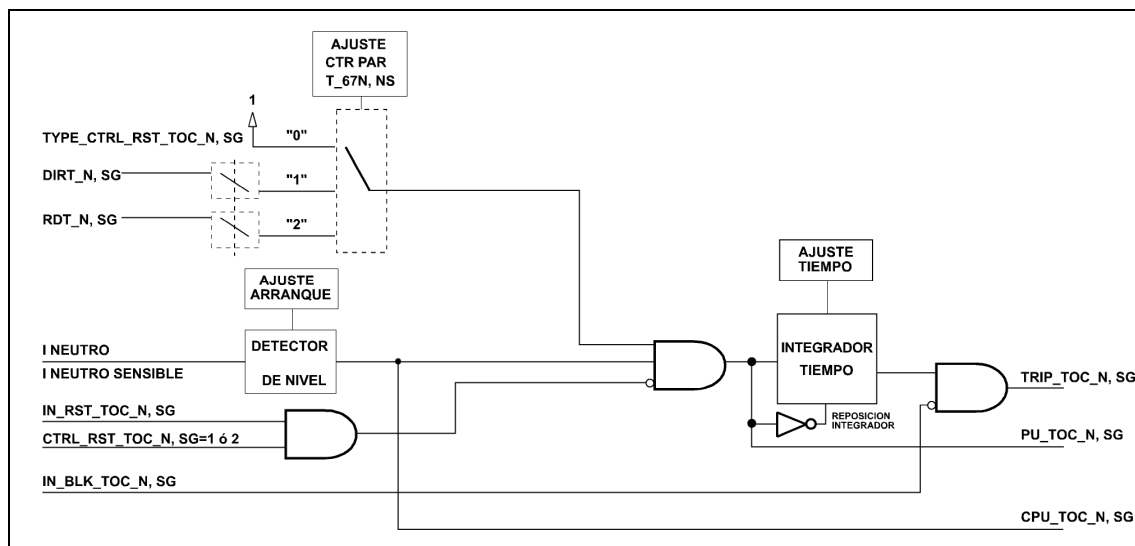 AJUSTE
CTR PAR
T_67N, NS
1
TYPE_CTRL_RST_TOC_N, SG
"0"
DIRT_N, SG
"1"
RDT_N, SG
"2"
AJUSTE
TIEMPO
AJUSTE
ARRANQUE
I NEUTRO
I NEUTRO SENSIBLE
DETECTOR
DE NIVEL
INTEGRADOR
TIEMPO
TRIP_TOC_N, SG
IN_RST_TOC_N, SG
REPOSICION
INTEGRADOR
CTRL_RST_TOC_N, SG=1 ó 2
PU_TOC_N, SG
IN_BLK_TOC_N, SG
CPU_TOC_N, SG